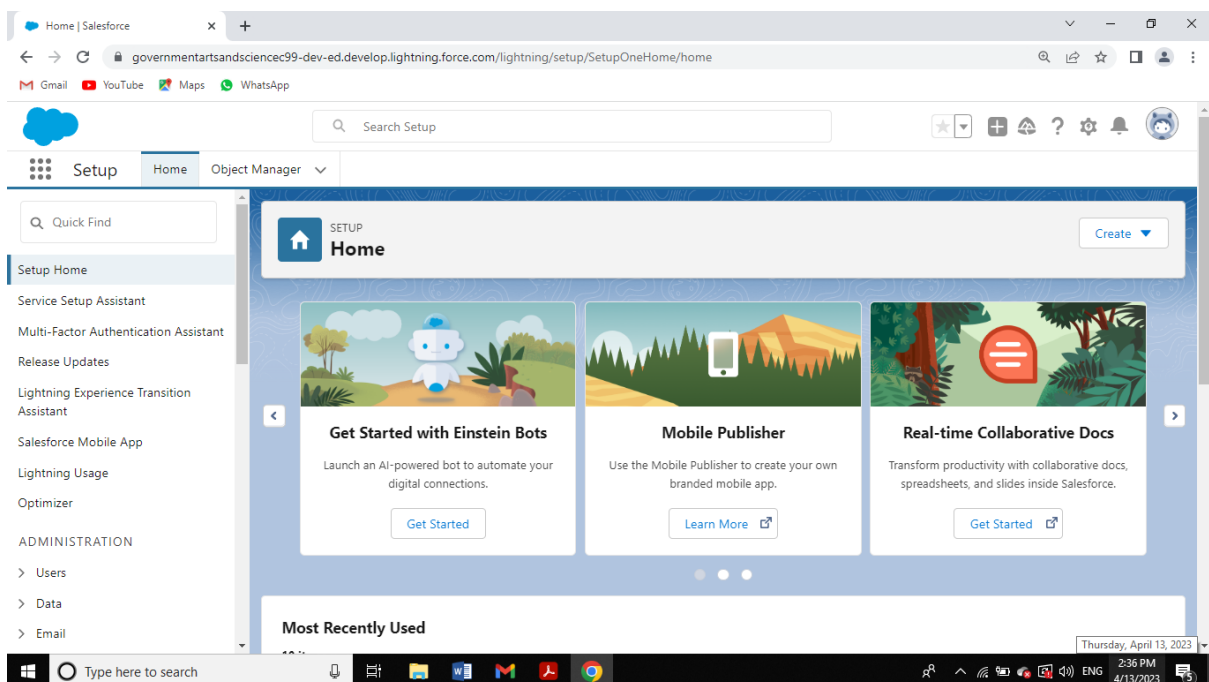 Home | Salesforce
governmentartsandsciencec99-dev-ed.develop.lightning.force.com/lightning/setup/SetupOneHome/home
Gmail YouTube Maps WhatsApp
Search Setup
Setup Home Object Manager
Quick Find
Setup Home
Service Setup Assistant
Multi-Factor Authentication Assistant
Release Updates
Lightning Experience Transition
Assistant
Salesforce Mobile App
Lightning Usage
Optimizer
ADMINISTRATION
Users
Data
Email
SETUP
Home
Create
Get Started with Einstein Bots
Launch an AI-powered bot to automate your
digital connections.
Get Started
Mobile Publisher
Use the Mobile Publisher to create your own
branded mobile app.
Learn More
Real-time Collaborative Docs
Transform productivity with collaborative docs,
spreadsheets, and slides inside Salesforce.
Get Started
Most Recently Used
Thursday, April 13, 2023
Type here to search
ENG
2:36 PM
4/13/2023
5